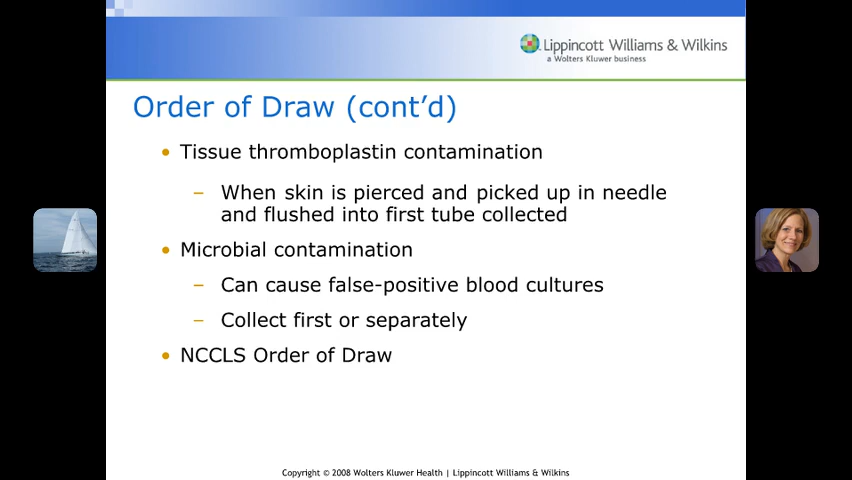 Lippincott Williams & Wilkins
a Wolters Kluwer business
Order of Draw (cont'd)
• Tissue thromboplastin contamination
– When skin is pierced and picked up in needle
and flushed into first tube collected
• Microbial contamination
– Can cause false-positive blood cultures
– Collect first or separately
• NCCLS Order of Draw
Copyright © 2008 Wolters Kluwer Health | Lippincott Williams & Wilkins